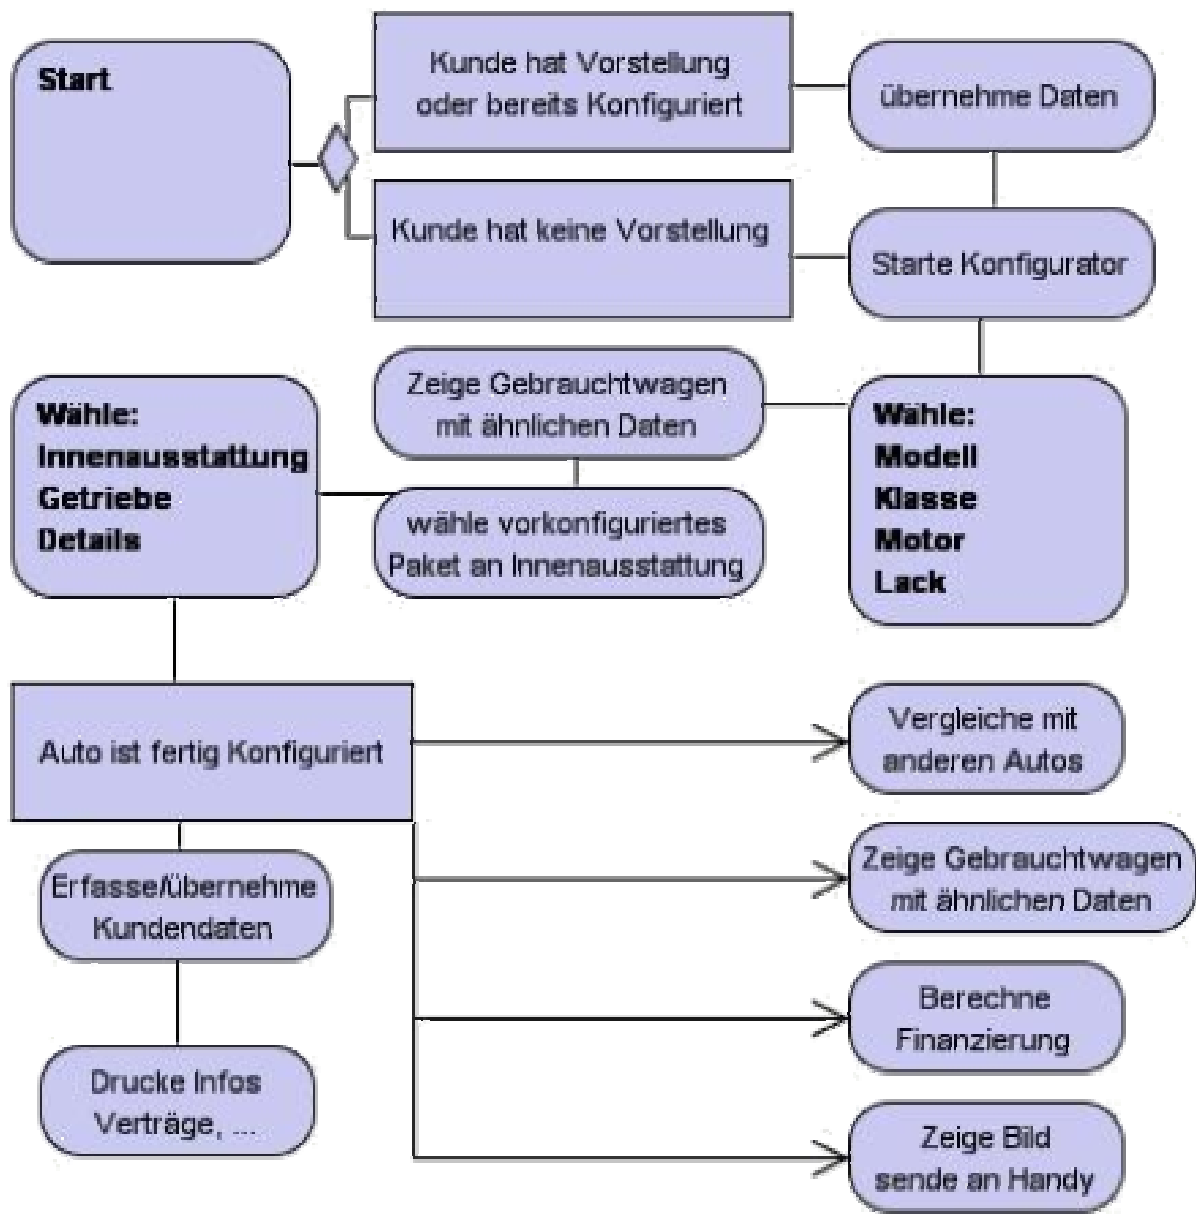 Start
Kunde hat Vorstellung
oder bereits Konfiguriert
übernehme Daten
Kunde hat keine Vorstellung
Starte Konfigurator
Wähle:
Modell
Klasse
Motor
Lack
Zeige Gebrauchtwagen
mit ähnlichen Daten
wähle vorkonfiguriertes
Paket an Innenausstattung
Wähle:
Innenausstattung
Getriebe
Details
Auto ist fertig Konfiguriert
Vergleiche mit
anderen Autos
Zeige Gebrauchtwagen
mit ähnlichen Daten
Berechne
Finanzierung
Zeige Bild
sende an Handy
Erfasse/übernehme
Kundendaten
Drucke Infos
Verträge, ...